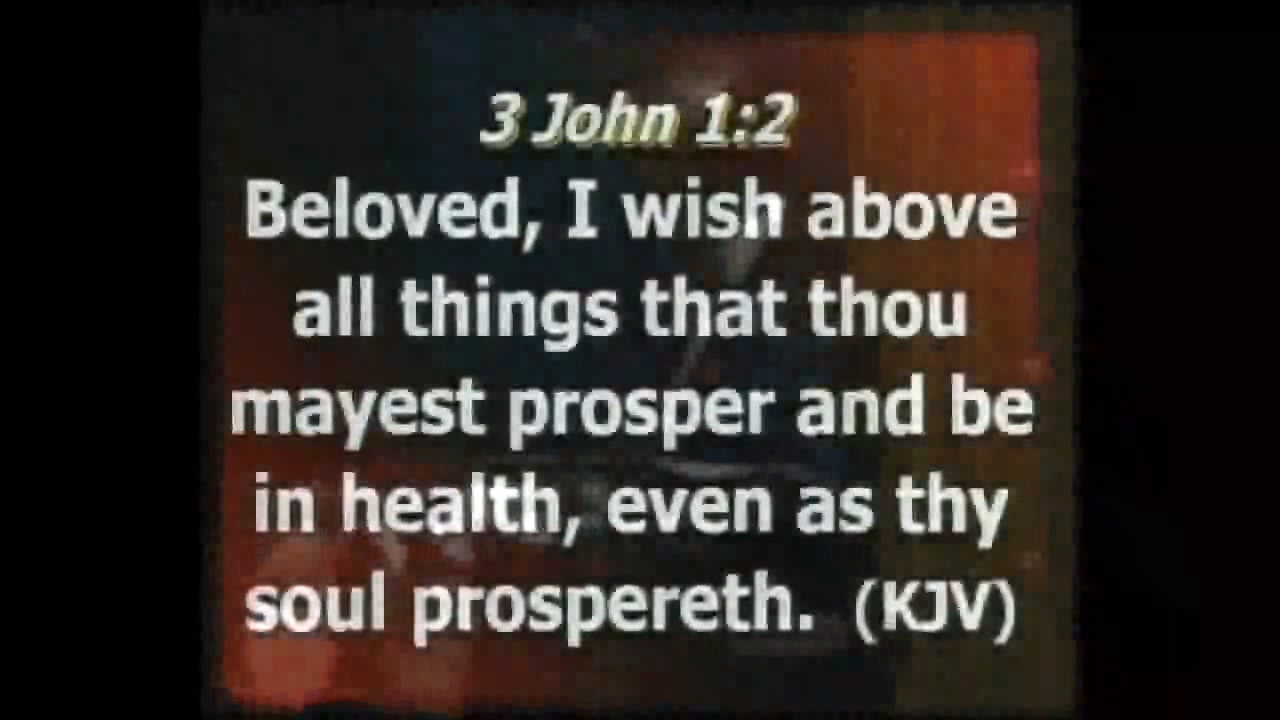 3 John 1:2
Beloved, I wish above
all things that thou
mayest prosper and be
in health, even as thy
soul prospereth. (KJV)